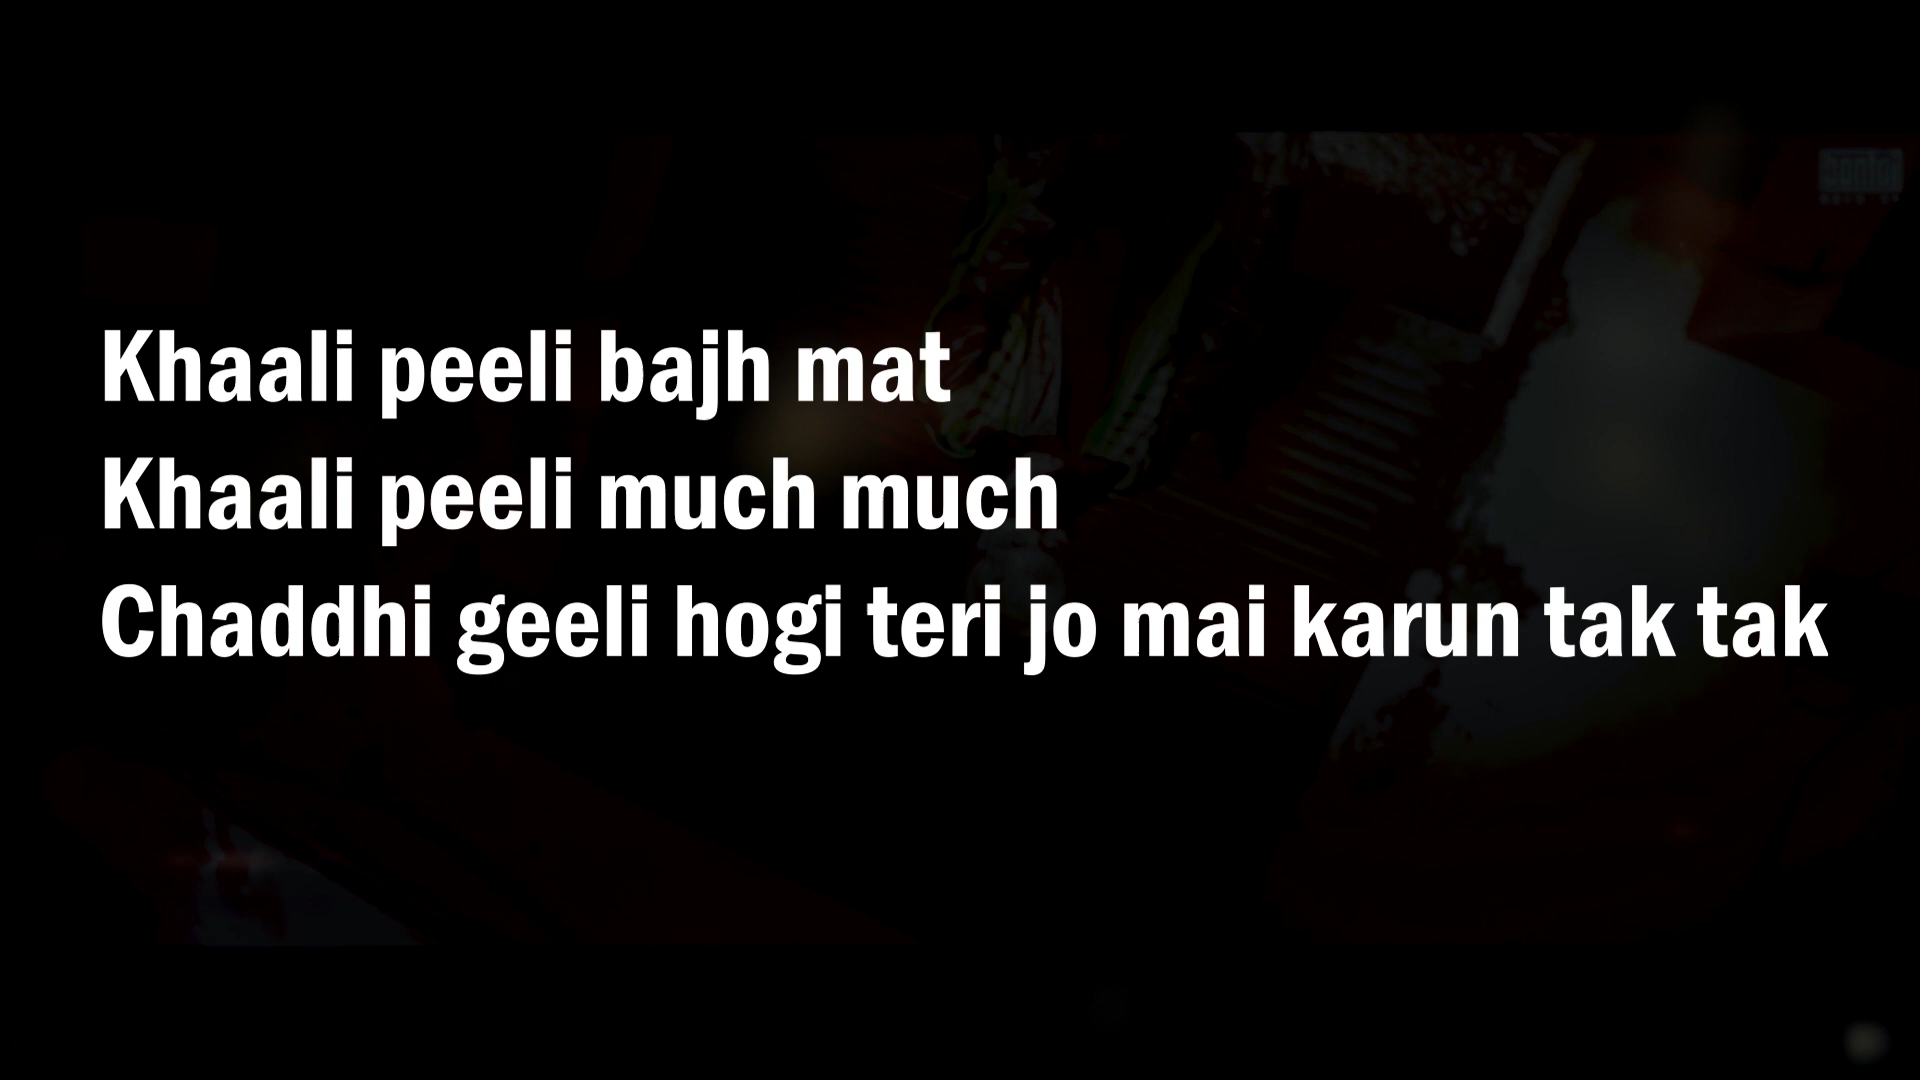 Khaali peeli bajh mat
Khaali peeli much much
Chaddhi geeli hogi teri jo mai karun tak tak